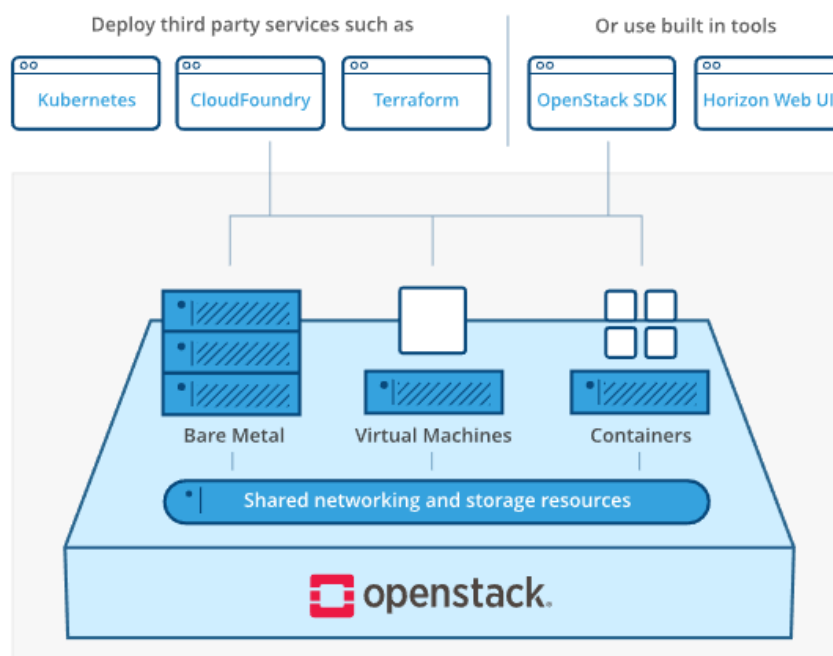 Deploy third party services such as
Or use built in tools
Kubernetes
CloudFoundry
Terraform
OpenStack SDK
Horizon Web UI
Bare Metal
Virtual Machines
Containers
Shared networking and storage resources
openstack.